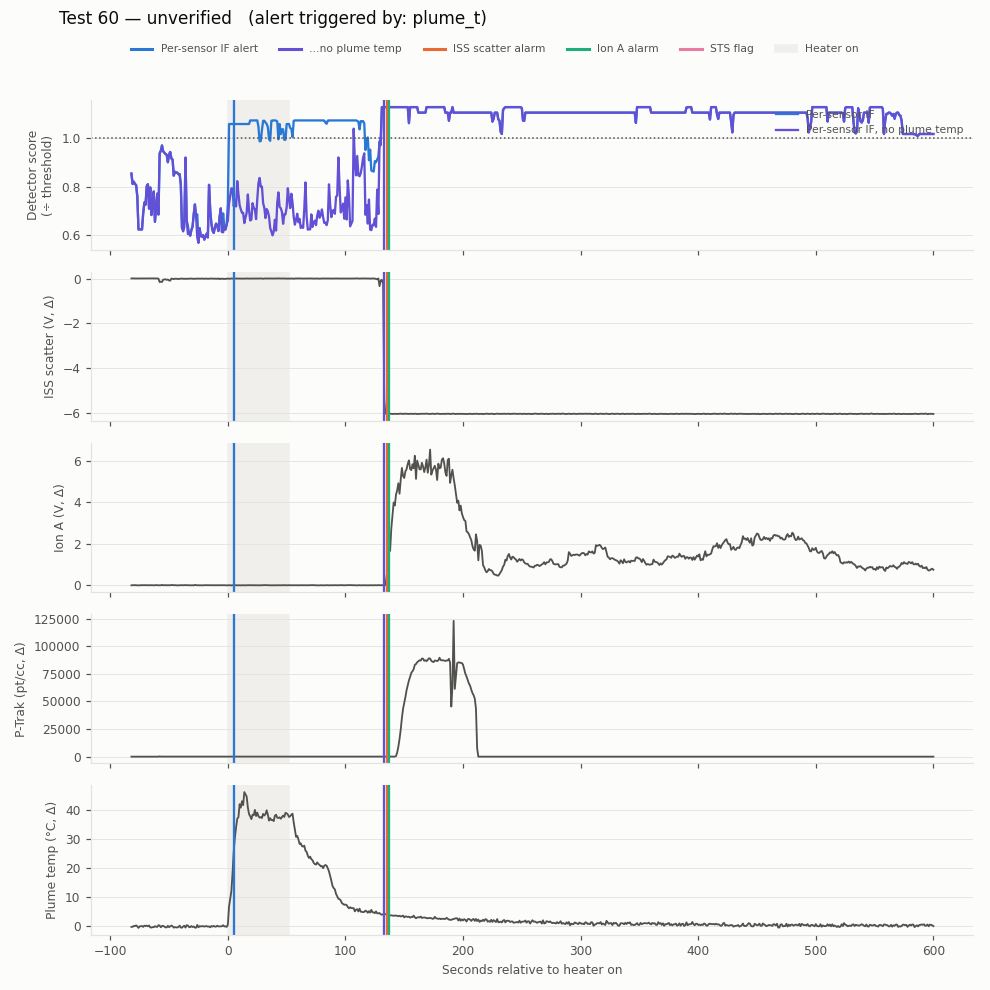 Test 60 — unverified   (alert triggered by: plume_t)
Per-sensor IF alert   ...no plume temp   ISS scatter alarm   Ion A alarm   STS flag   Heater on
Detector score
(÷ threshold)
1.0
0.8
0.6
Per-sensor IF
Per-sensor IF, no plume temp
ISS scatter (V, Δ)
0
−2
−4
−6
Ion A (V, Δ)
6
4
2
0
P-Trak (pt/cc, Δ)
125000
100000
75000
50000
25000
0
Plume temp (°C, Δ)
40
30
20
10
0
−100   0   100   200   300   400   500   600
Seconds relative to heater on